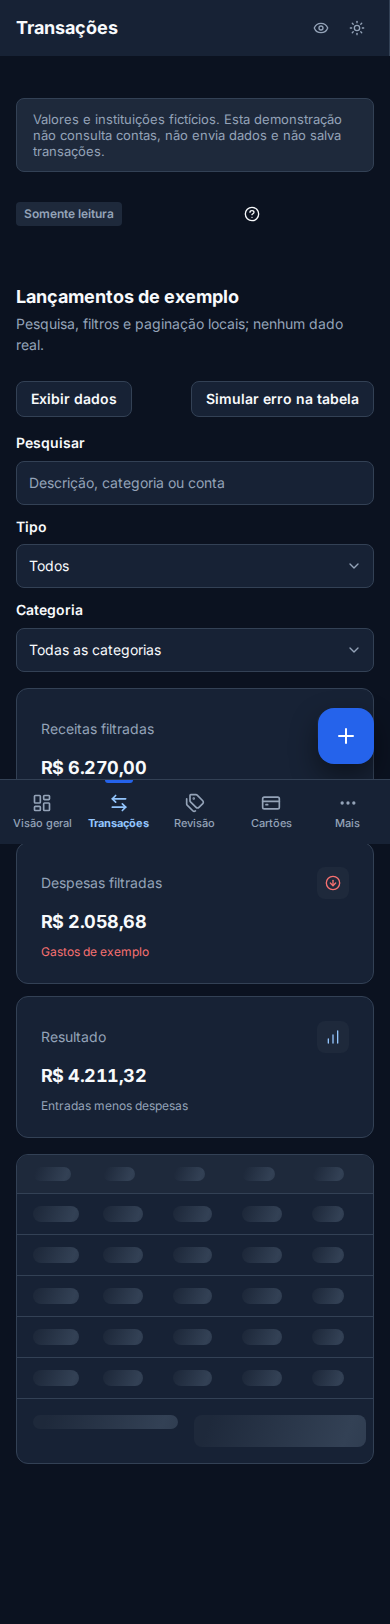 Transações
Valores e instituições fictícios. Esta demonstração
não consulta contas, não envia dados e não salva
transações.
Somente leitura
Lançamentos de exemplo
Pesquisa, filtros e paginação locais; nenhum dado
real.
Exibir dados
Simular erro na tabela
Pesquisar
Descrição, categoria ou conta
Tipo
Todos
Categoria
Todas as categorias
Receitas filtradas
R$ 6.270,00
Visão geral
Transações
Revisão
Cartões
Mais
Despesas filtradas
R$ 2.058,68
Gastos de exemplo
Resultado
R$ 4.211,32
Entradas menos despesas